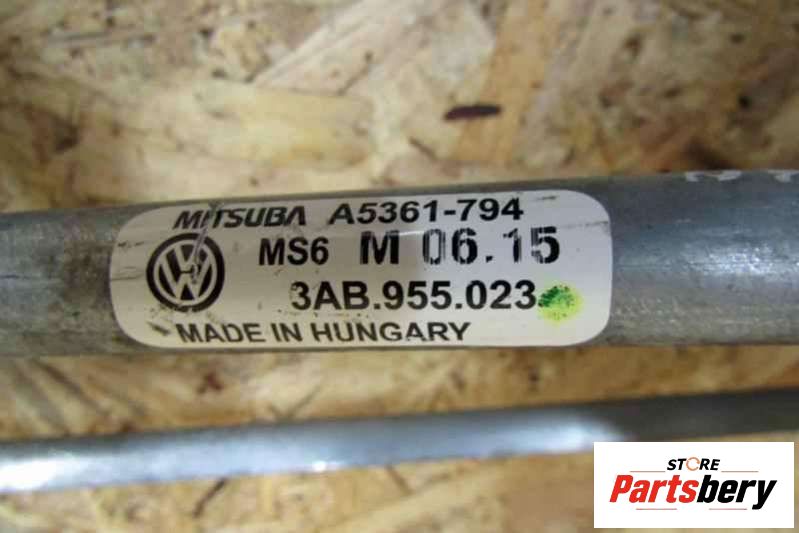 MITSUBA A5361-794
MS6 M 06.15
3AB.955.023
MADE IN HUNGARY
STORE
Partsbery